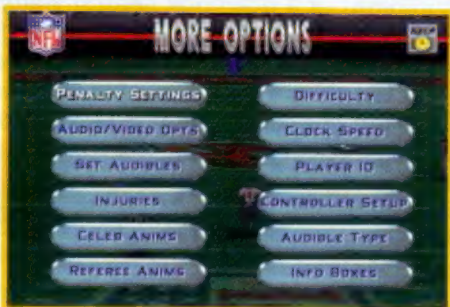 MORE OPTIONS
PENALTY SETTINGS
DIFFICULTY
AUDIO/VIDEO OPTS
CLOCK SPEED
SET AUDIBLES
PLAYER ID
INJURIES
CONTROLLER SETUP
CELEB ANIMS
AUDIBLE TYPE
REFEREE ANIMS
INFO BOXES